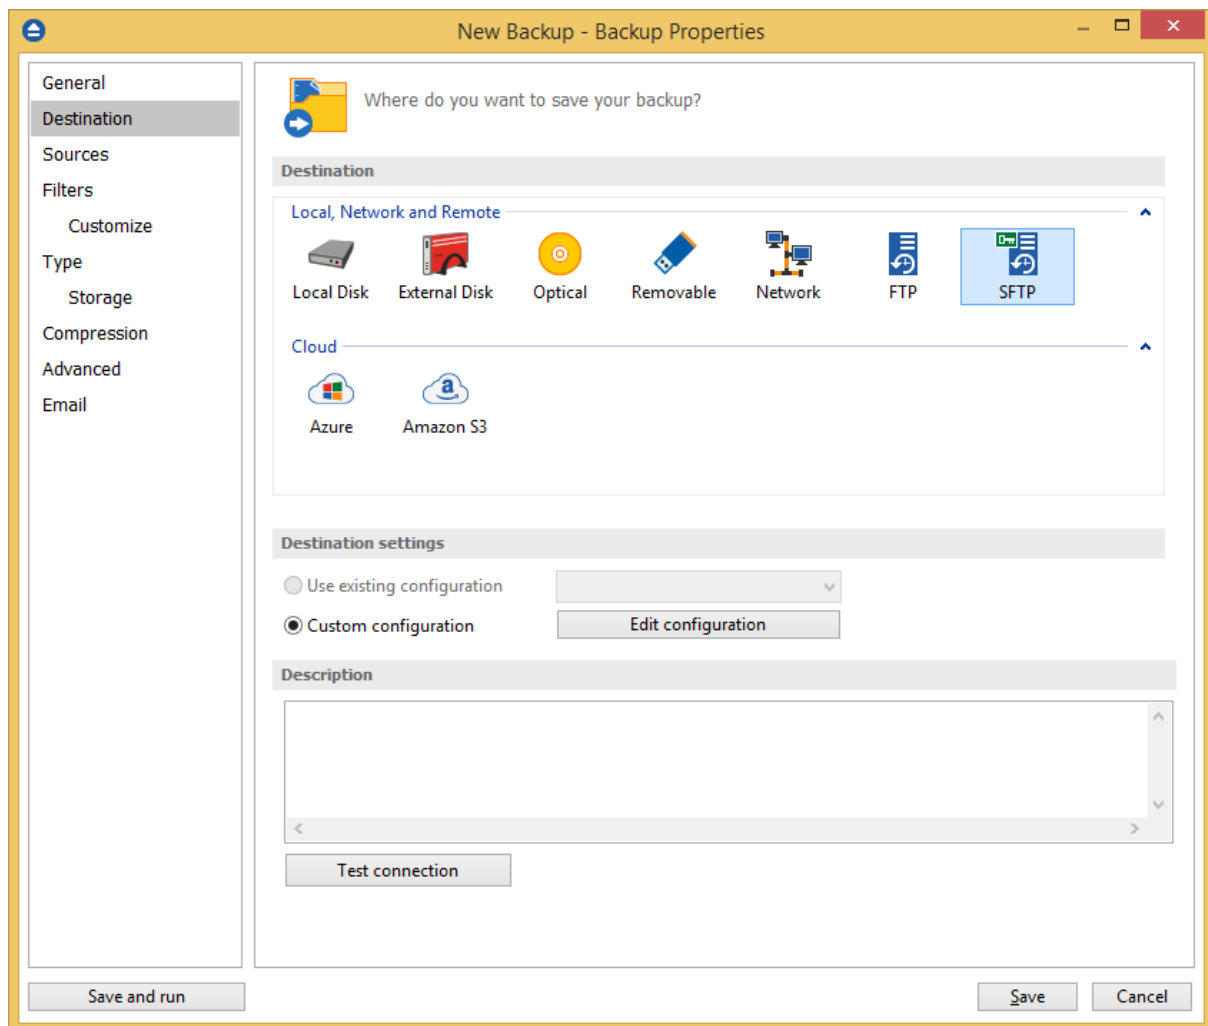 New Backup - Backup Properties
General
Destination
Sources
Filters
Customize
Type
Storage
Compression
Advanced
Email
Where do you want to save your backup?
Destination
Local, Network and Remote
Local Disk External Disk Optical Removable Network FTP SFTP
Cloud
a
Azure Amazon S3
Destination settings
Use existing configuration
Custom configuration Edit configuration
Description
Test connection
Save and run Save Cancel